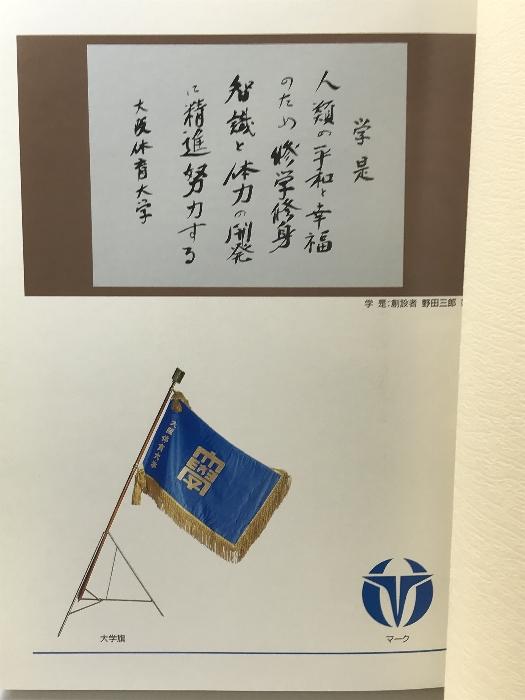 学是
人類の平和と幸福
のため修学修身
智識と体力の開発
に精進努力する
大阪体育大学
学 是:創設者 野田三郎
大阪体育大学
大学旗
マーク